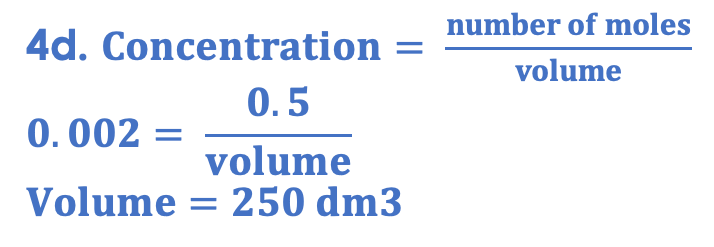 4d. Concentration = number of moles / volume
0.002 = 0.5 / volume
Volume = 250 dm3